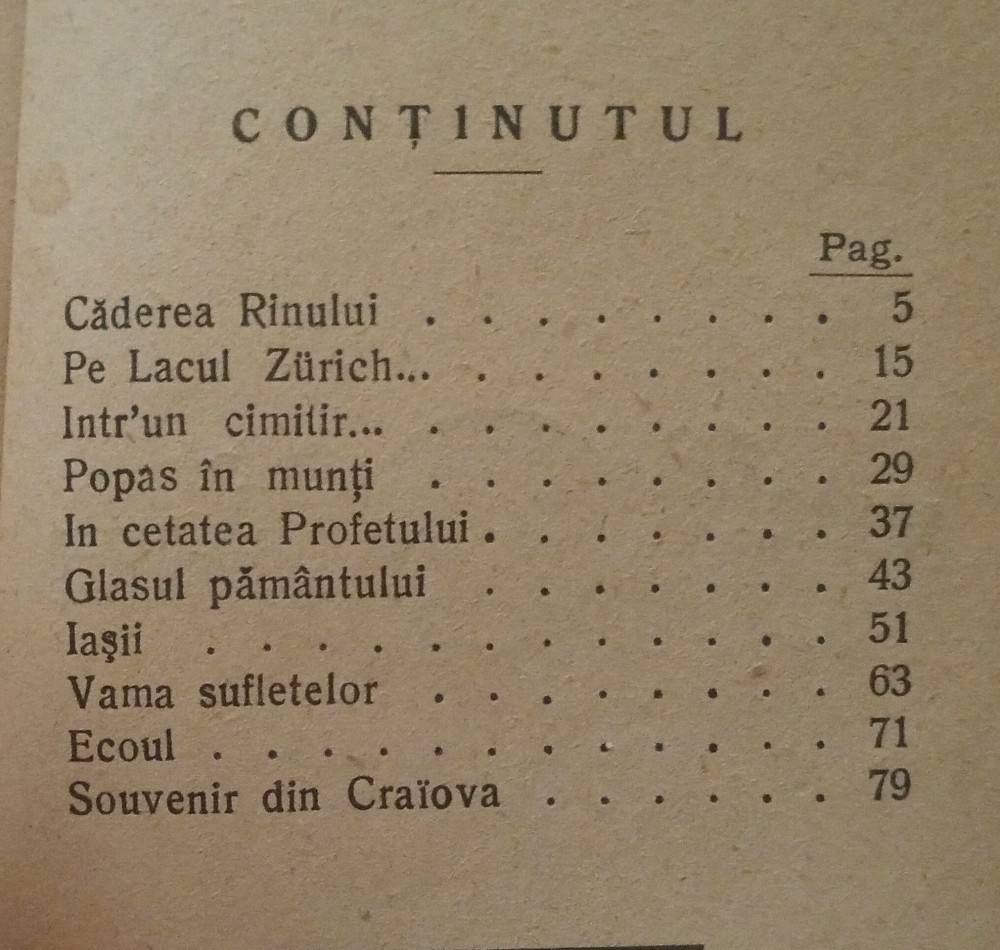 CONȚINUTUL
Pag.
Căderea Rinului . . . . . . . . 5
Pe Lacul Zürich... . . . . . . . 15
Intr'un cimitir... . . . . . . . . 21
Popas în munți . . . . . . . . 29
In cetatea Profetului . . . . . . . 37
Glasul pământului . . . . . . . 43
Iașii . . . . . . . . . . . . 51
Vama sufletelor . . . . . . . . 63
Ecoul . . . . . . . . . . . . 71
Souvenir din Craïova . . . . . . 79